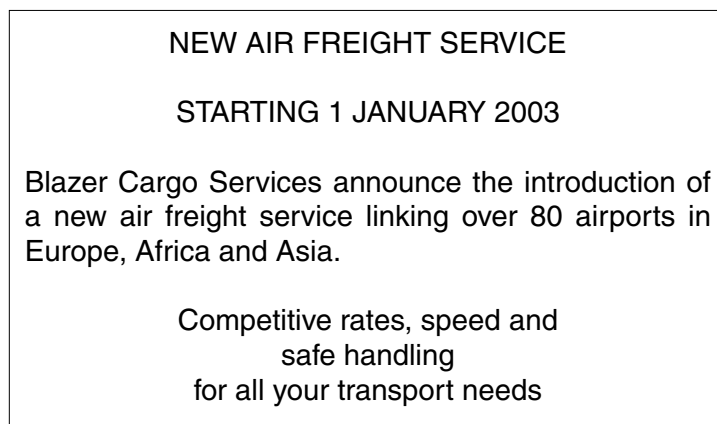 NEW AIR FREIGHT SERVICE
STARTING 1 JANUARY 2003
Blazer Cargo Services announce the introduction of
a new air freight service linking over 80 airports in
Europe, Africa and Asia.
Competitive rates, speed and
safe handling
for all your transport needs